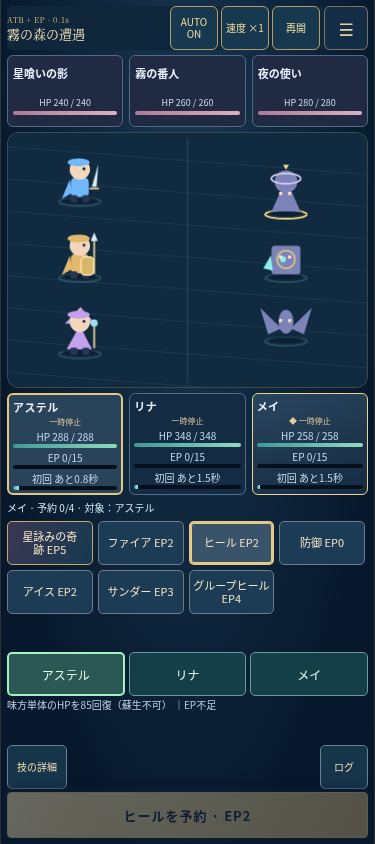 ATB + EP · 0.1s
霧の森の遭遇
AUTO
ON
速度 ×1
再開
☰
星喰いの影
霧の番人
夜の使い
HP 240 / 240
HP 260 / 260
HP 280 / 280
アステル
リナ
メイ
一時停止
一時停止
◆ 一時停止
HP 288 / 288
HP 348 / 348
HP 258 / 258
EP 0/15
EP 0/15
EP 0/15
初回 あと0.8秒
初回 あと1.5秒
初回 あと1.5秒
メイ · 予約 0/4 · 対象：アステル
星詠みの奇
跡 EP5
ファイア EP2
ヒール EP2
防御 EP0
アイス EP2
サンダー EP3
グループヒール
EP4
アステル
リナ
メイ
味方単体のHPを85回復（蘇生不可）｜EP不足
技の詳細
ログ
ヒールを予約 · EP2